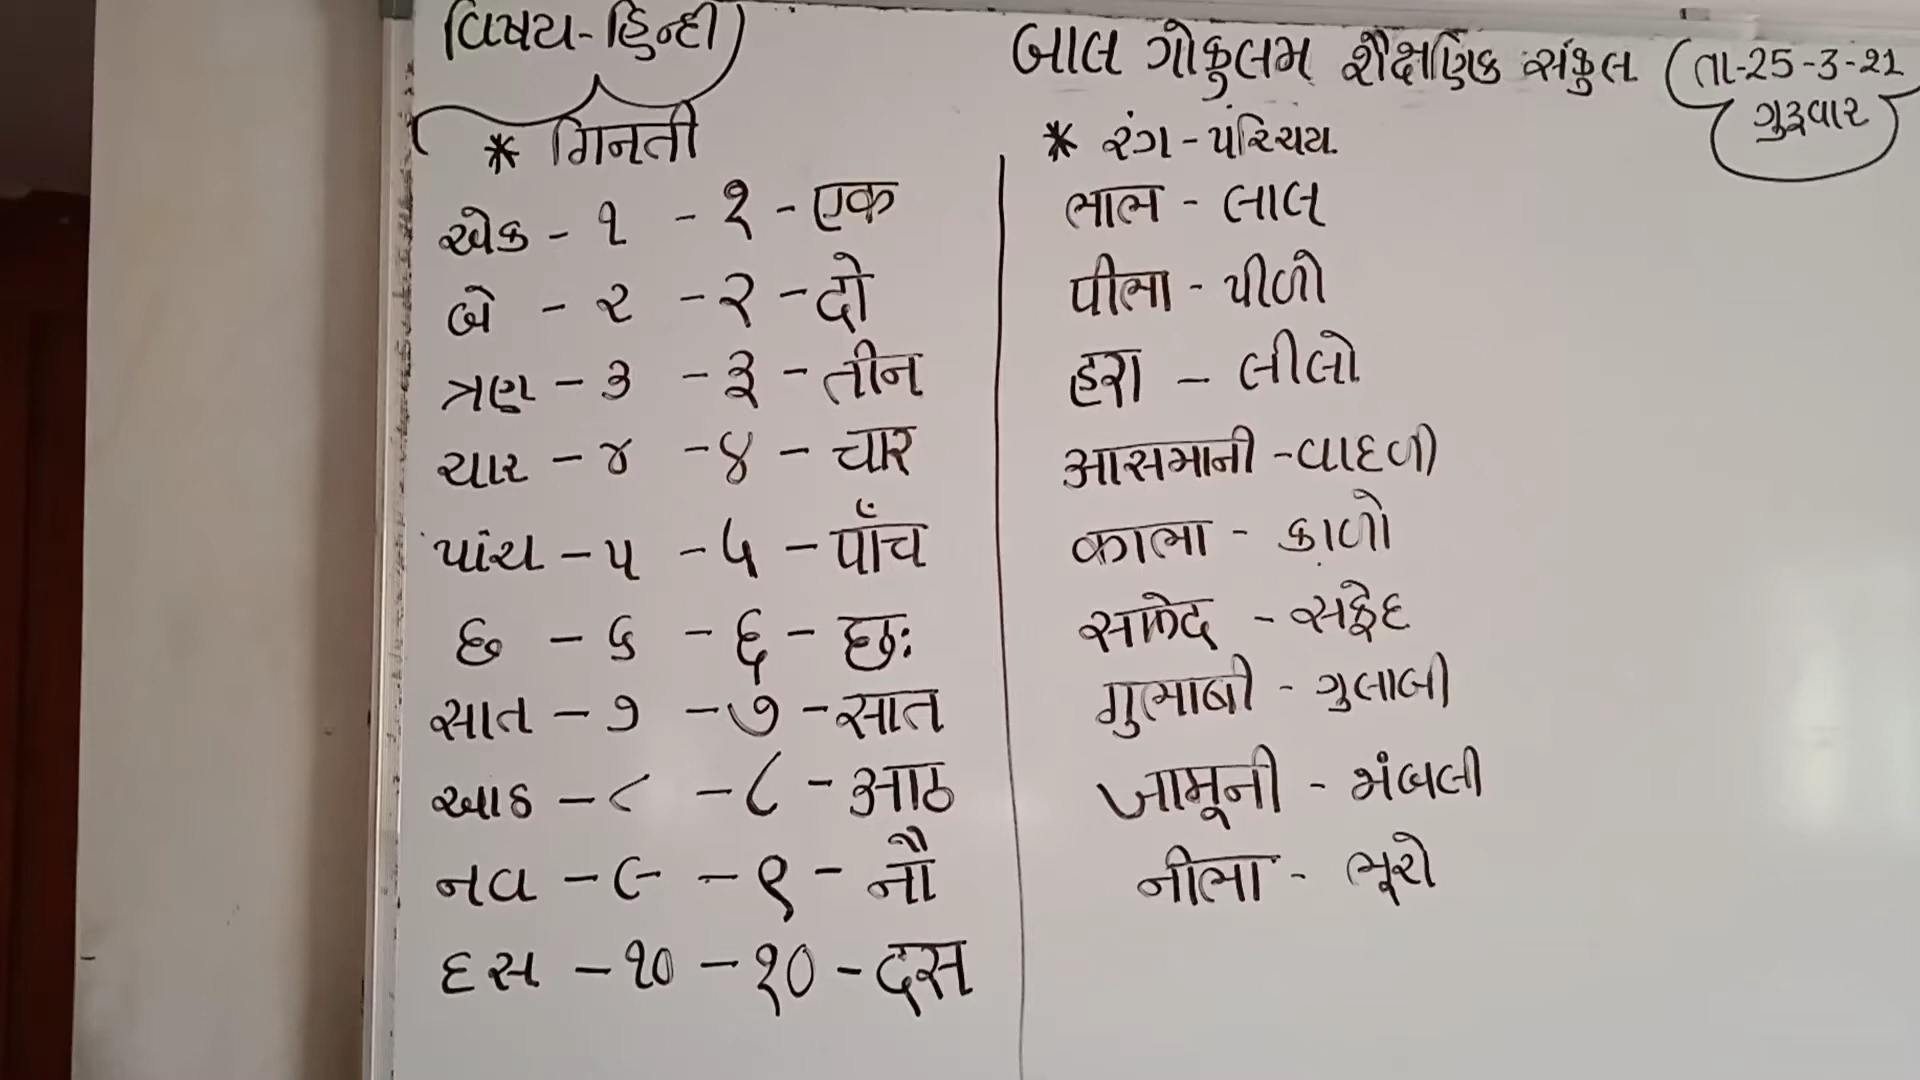 વિષય-હિન્દી
બાલ ગોકુલમ શૈક્ષણિક સંકુલ
તા-25-3-21
ગુરૂવાર
* गिनती
એક - ૧ - १ - एक
બે - ૨ - २ - दो
ત્રણ - ૩ - ३ - तीन
ચાર - ૪ - ४ - चार
પાંચ - ૫ - ५ - पाँच
છ - ૬ - ६ - छः
સાત - ૭ - ७ - सात
આઠ - ૮ - ८ - आठ
નવ - ૯ - ९ - नौ
દસ - ૧૦ - १० - दस
* રંગ - પરિચય
लाल - લાલ
पीला - પીળો
हरा - લીલો
आसमानी - વાદળી
काला - કાળો
सफेद - સફેદ
गुलाबी - ગુલાબી
जामूनी - જાંબલી
नीला - ભૂરો